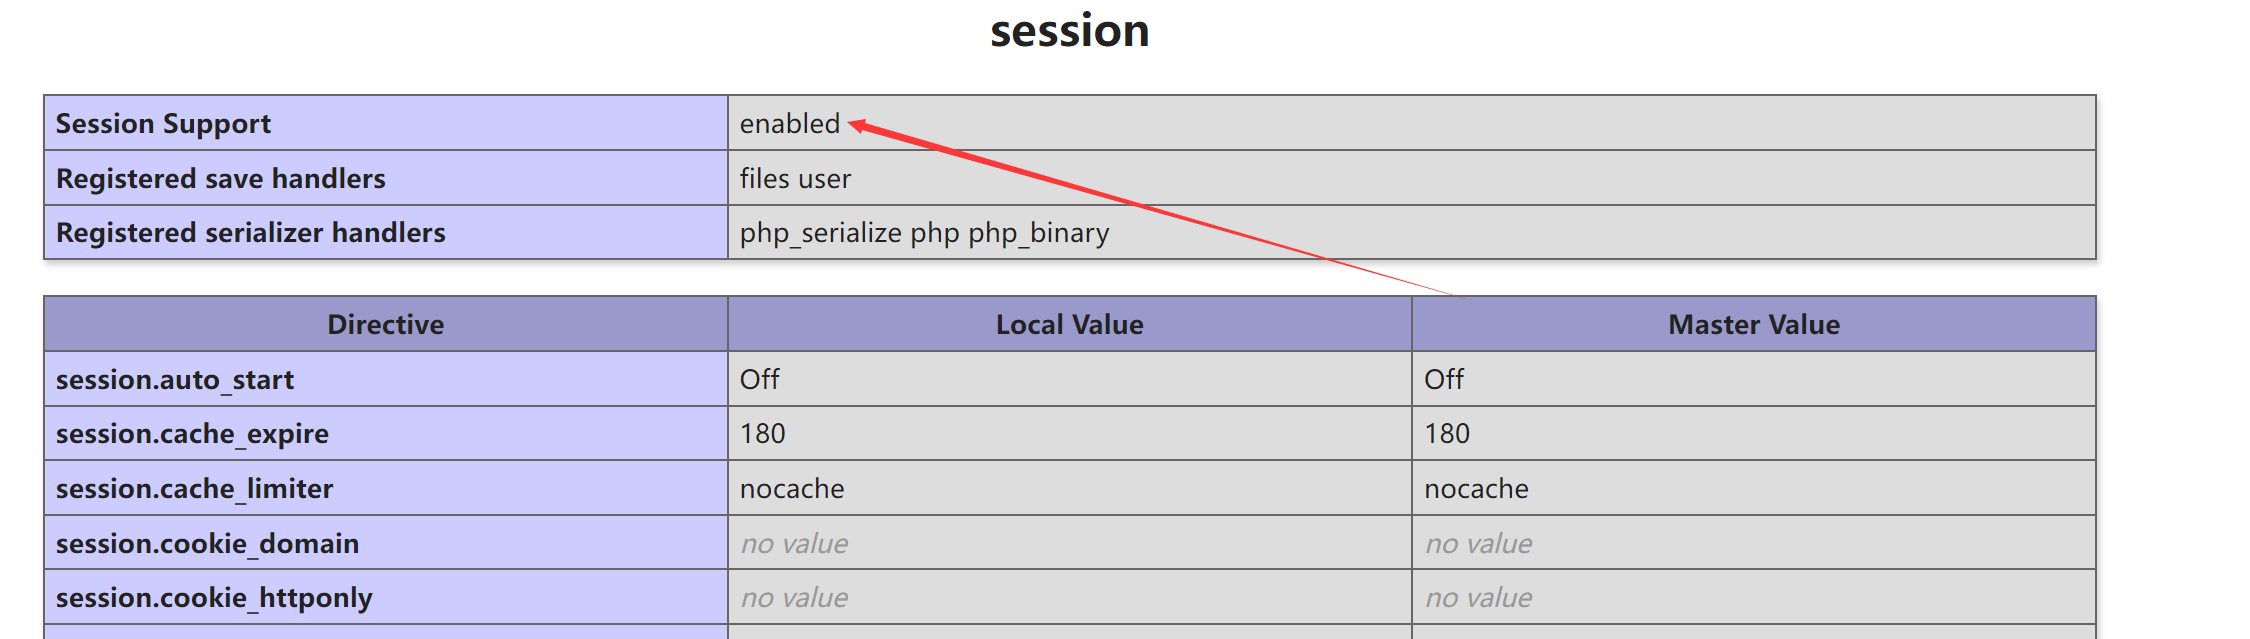 session
Session Support enabled
Registered save handlers files user
Registered serializer handlers php_serialize php php_binary
Directive Local Value Master Value
session.auto_start Off Off
session.cache_expire 180 180
session.cache_limiter nocache nocache
session.cookie_domain no value no value
session.cookie_httponly no value no value